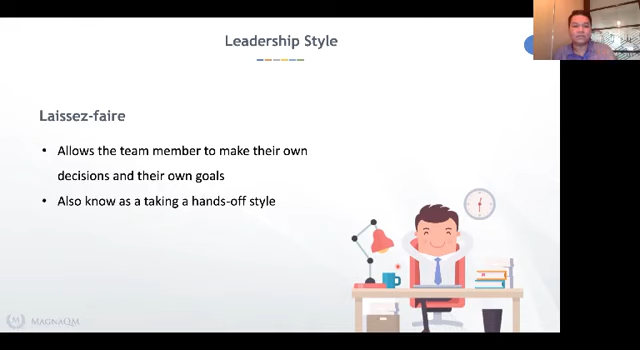 Leadership Style
Laissez-faire
• Allows the team member to make their own
decisions and their own goals
• Also know as a taking a hands-off style
MAGNAQM